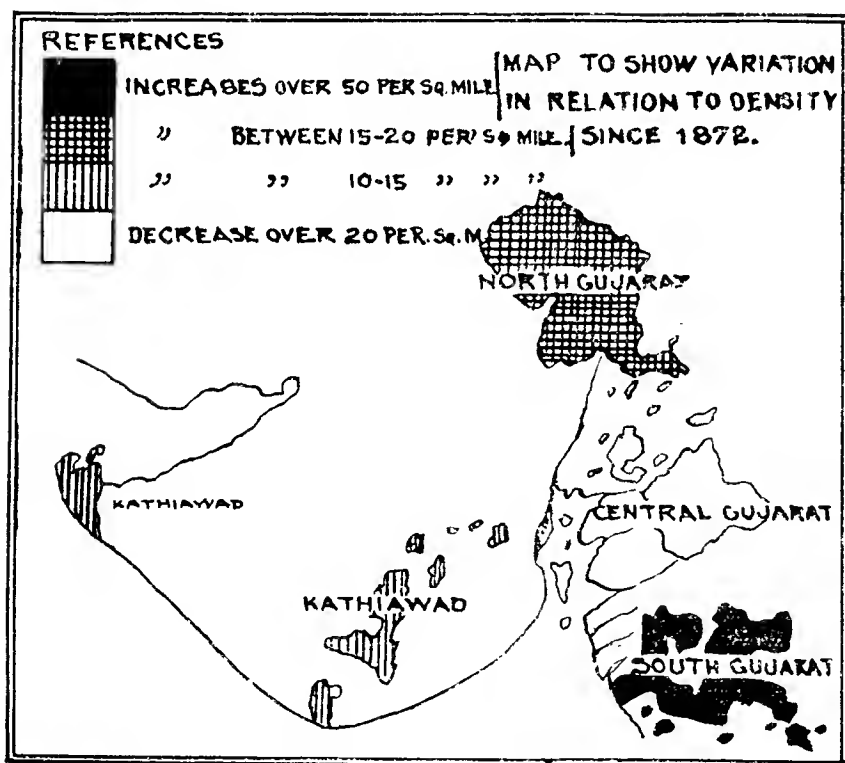 REFERENCES
INCREASES OVER 50 PER SQ. MILE
" BETWEEN 15-20 PER SQ MILE
" " 10-15 " " "
DECREASE OVER 20 PER. SQ. M.
MAP TO SHOW VARIATION
IN RELATION TO DENSITY
SINCE 1872.
NORTH GUJARAT
KATHIAWAD
CENTRAL GUJARAT
KATHIAWAD
SOUTH GUJARAT